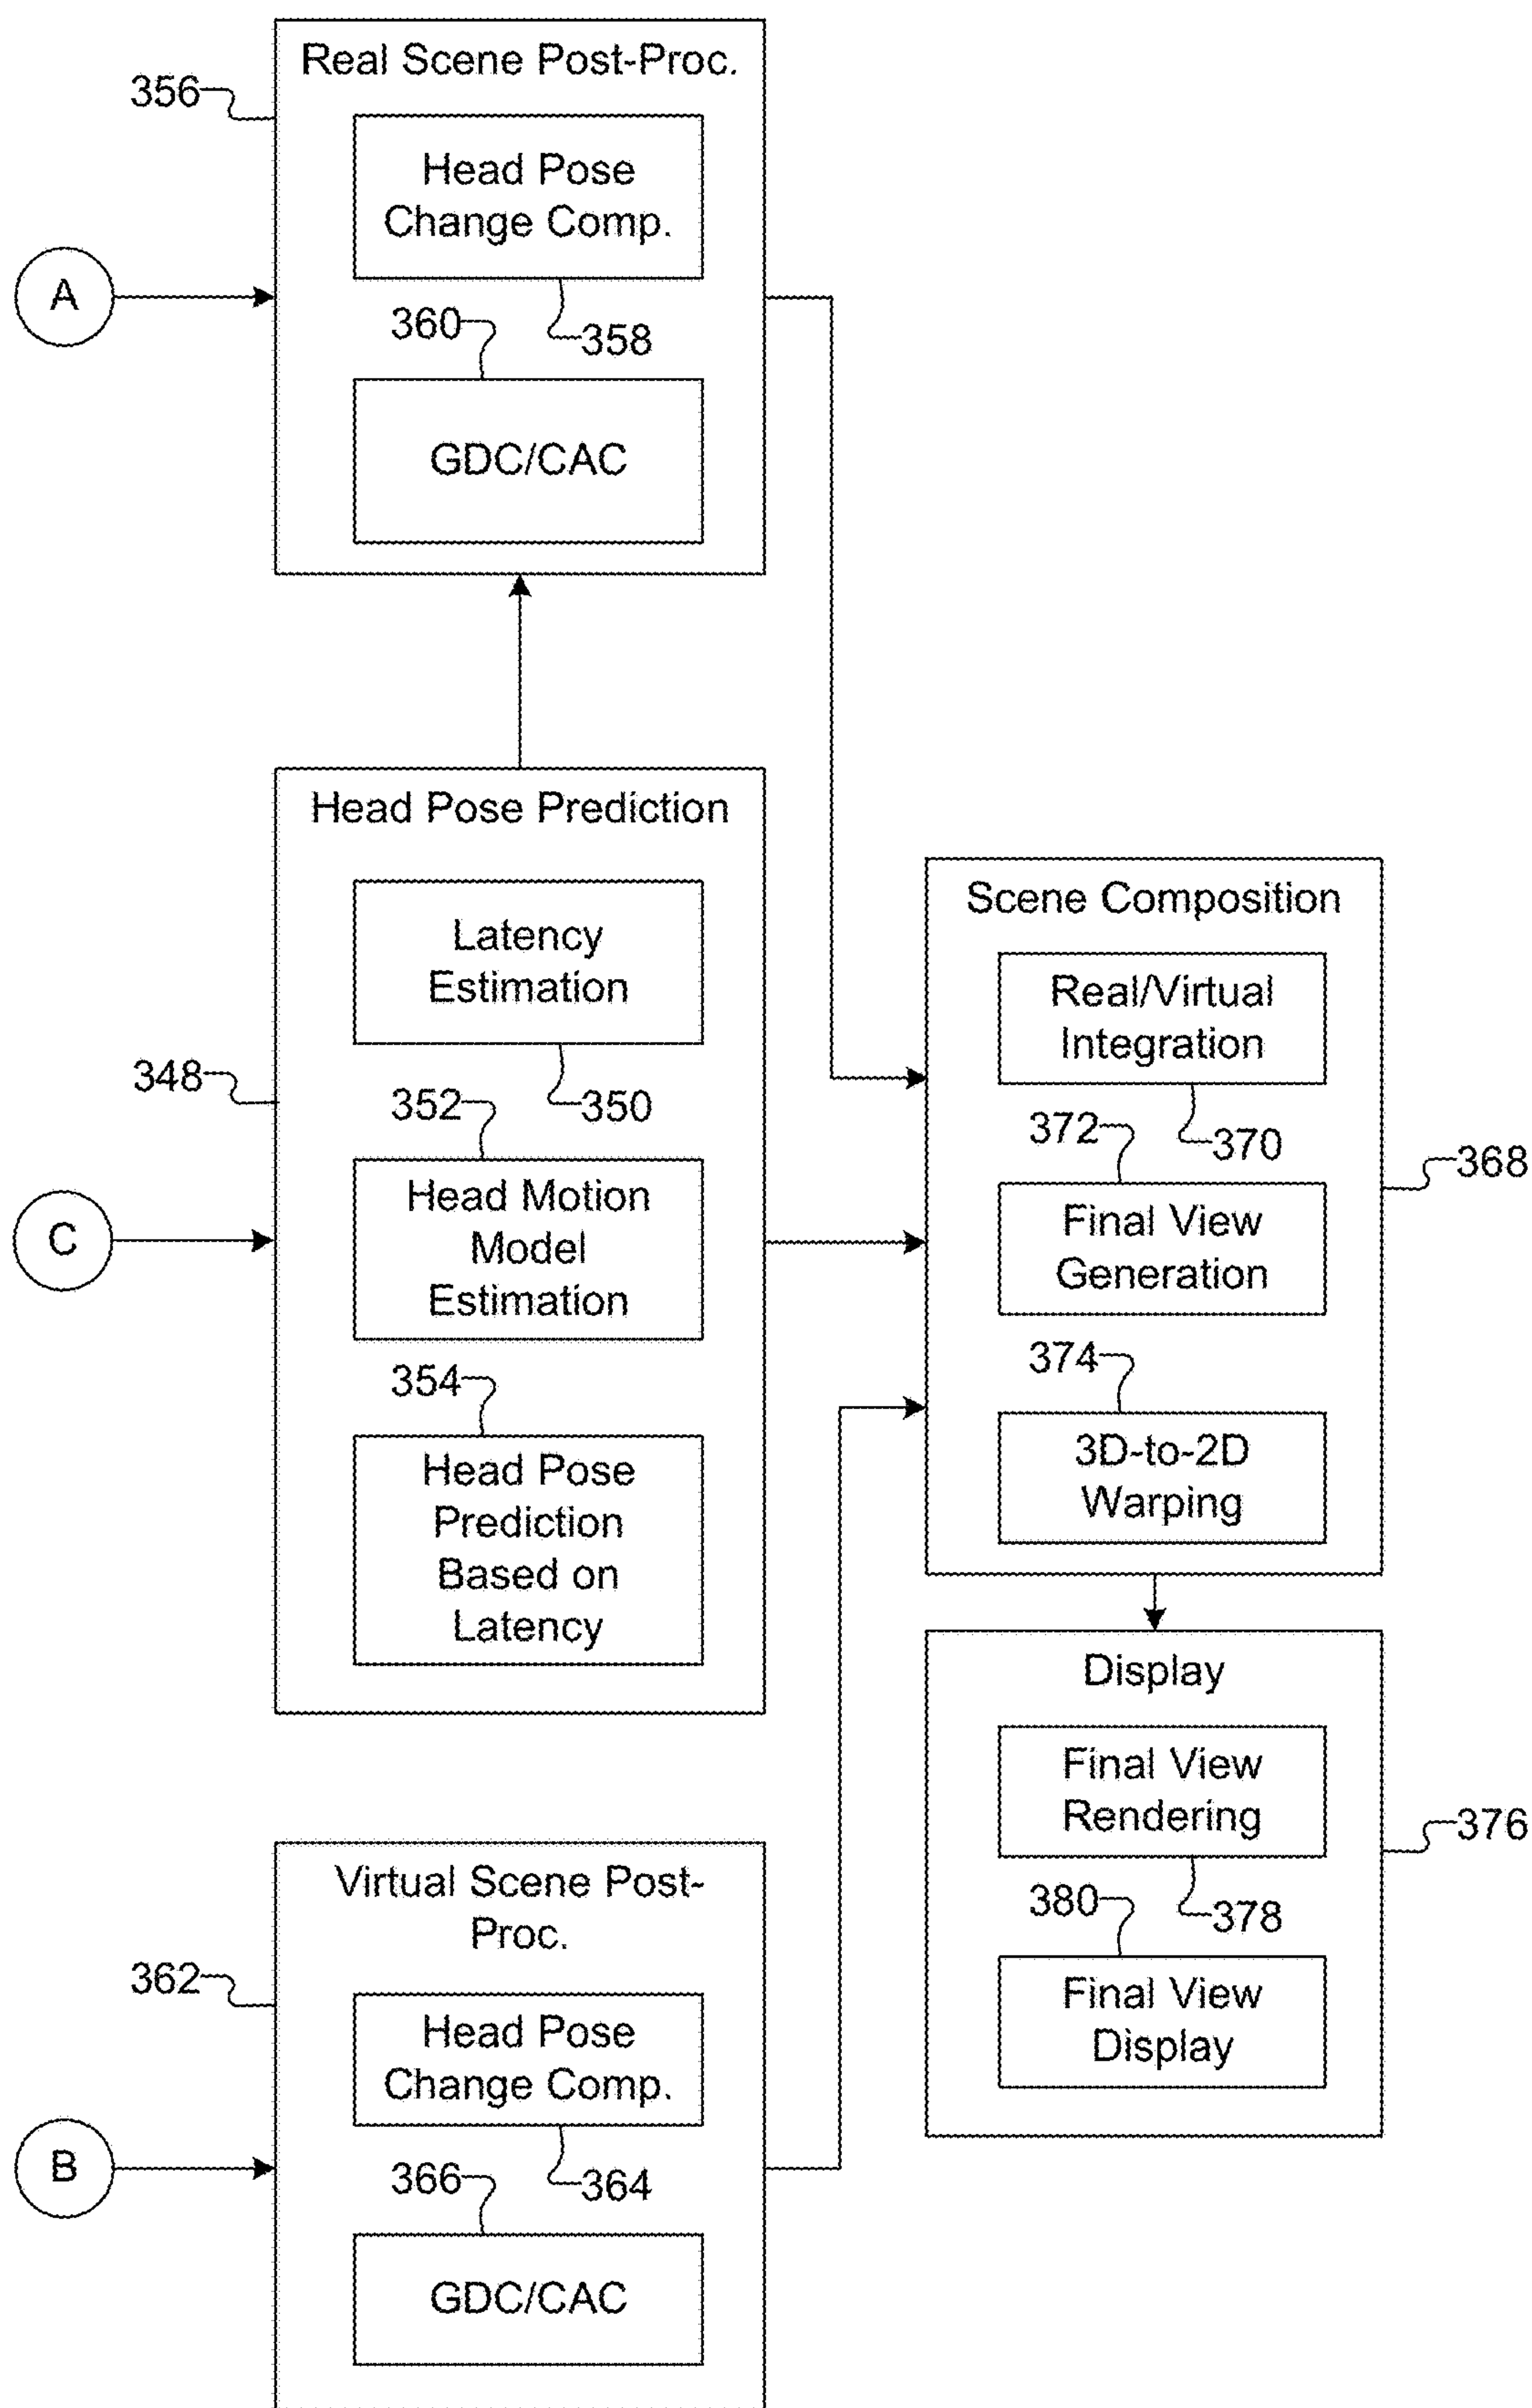 Real Scene Post-Proc.
356
Head Pose
Change Comp.
A
360
358
GDC/CAC
Head Pose Prediction
Latency
Estimation
348
352
350
Head Motion
Model
Estimation
C
354
Head Pose
Prediction
Based on
Latency
Scene Composition
Real/Virtual
Integration
372
370
368
Final View
Generation
374
3D-to-2D
Warping
Display
Final View
Rendering
376
380
378
Final View
Display
Virtual Scene Post-
Proc.
362
Head Pose
Change Comp.
B
366
364
GDC/CAC